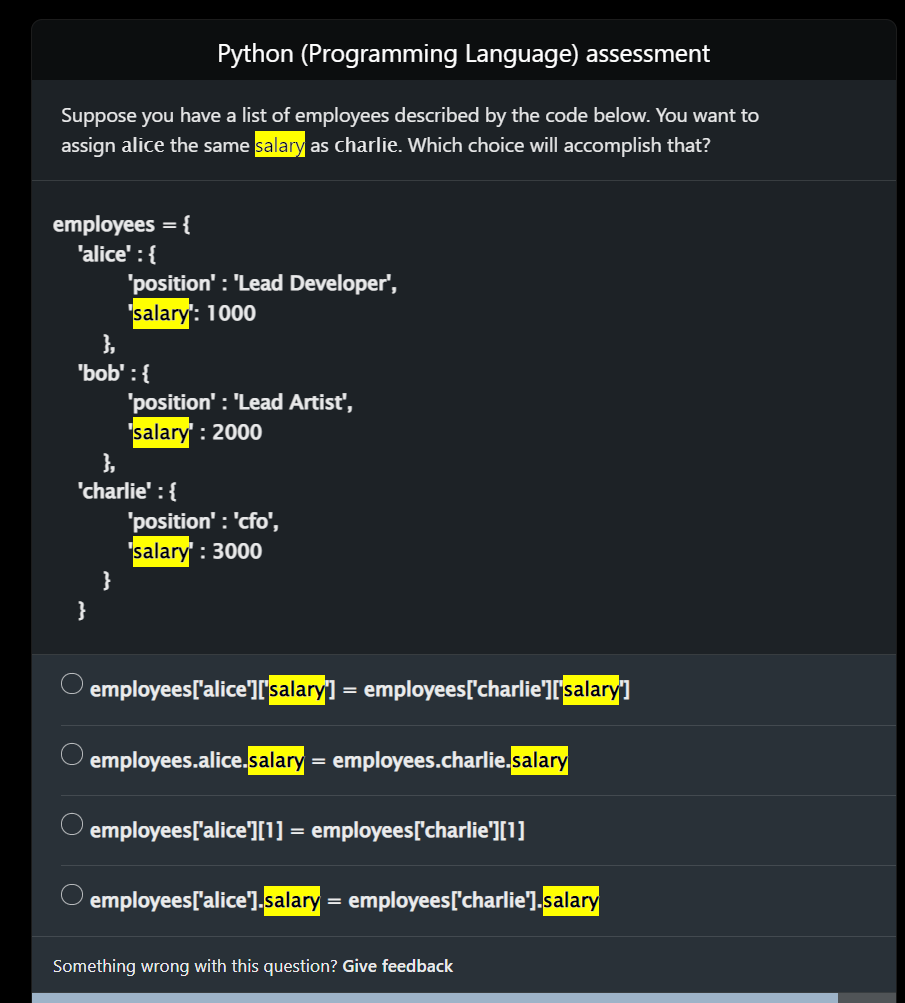 Python (Programming Language) assessment
Suppose you have a list of employees described by the code below. You want to
assign alice the same salary as charlie. Which choice will accomplish that?
employees = {
'alice' : {
'position' : 'Lead Developer',
'salary': 1000
},
'bob' : {
'position' : 'Lead Artist',
'salary' : 2000
},
'charlie' : {
'position' : 'cfo',
'salary' : 3000
}
}
employees['alice']['salary'] = employees['charlie']['salary']
employees.alice.salary = employees.charlie.salary
employees['alice'][1] = employees['charlie'][1]
employees['alice'].salary = employees['charlie'].salary
Something wrong with this question? Give feedback